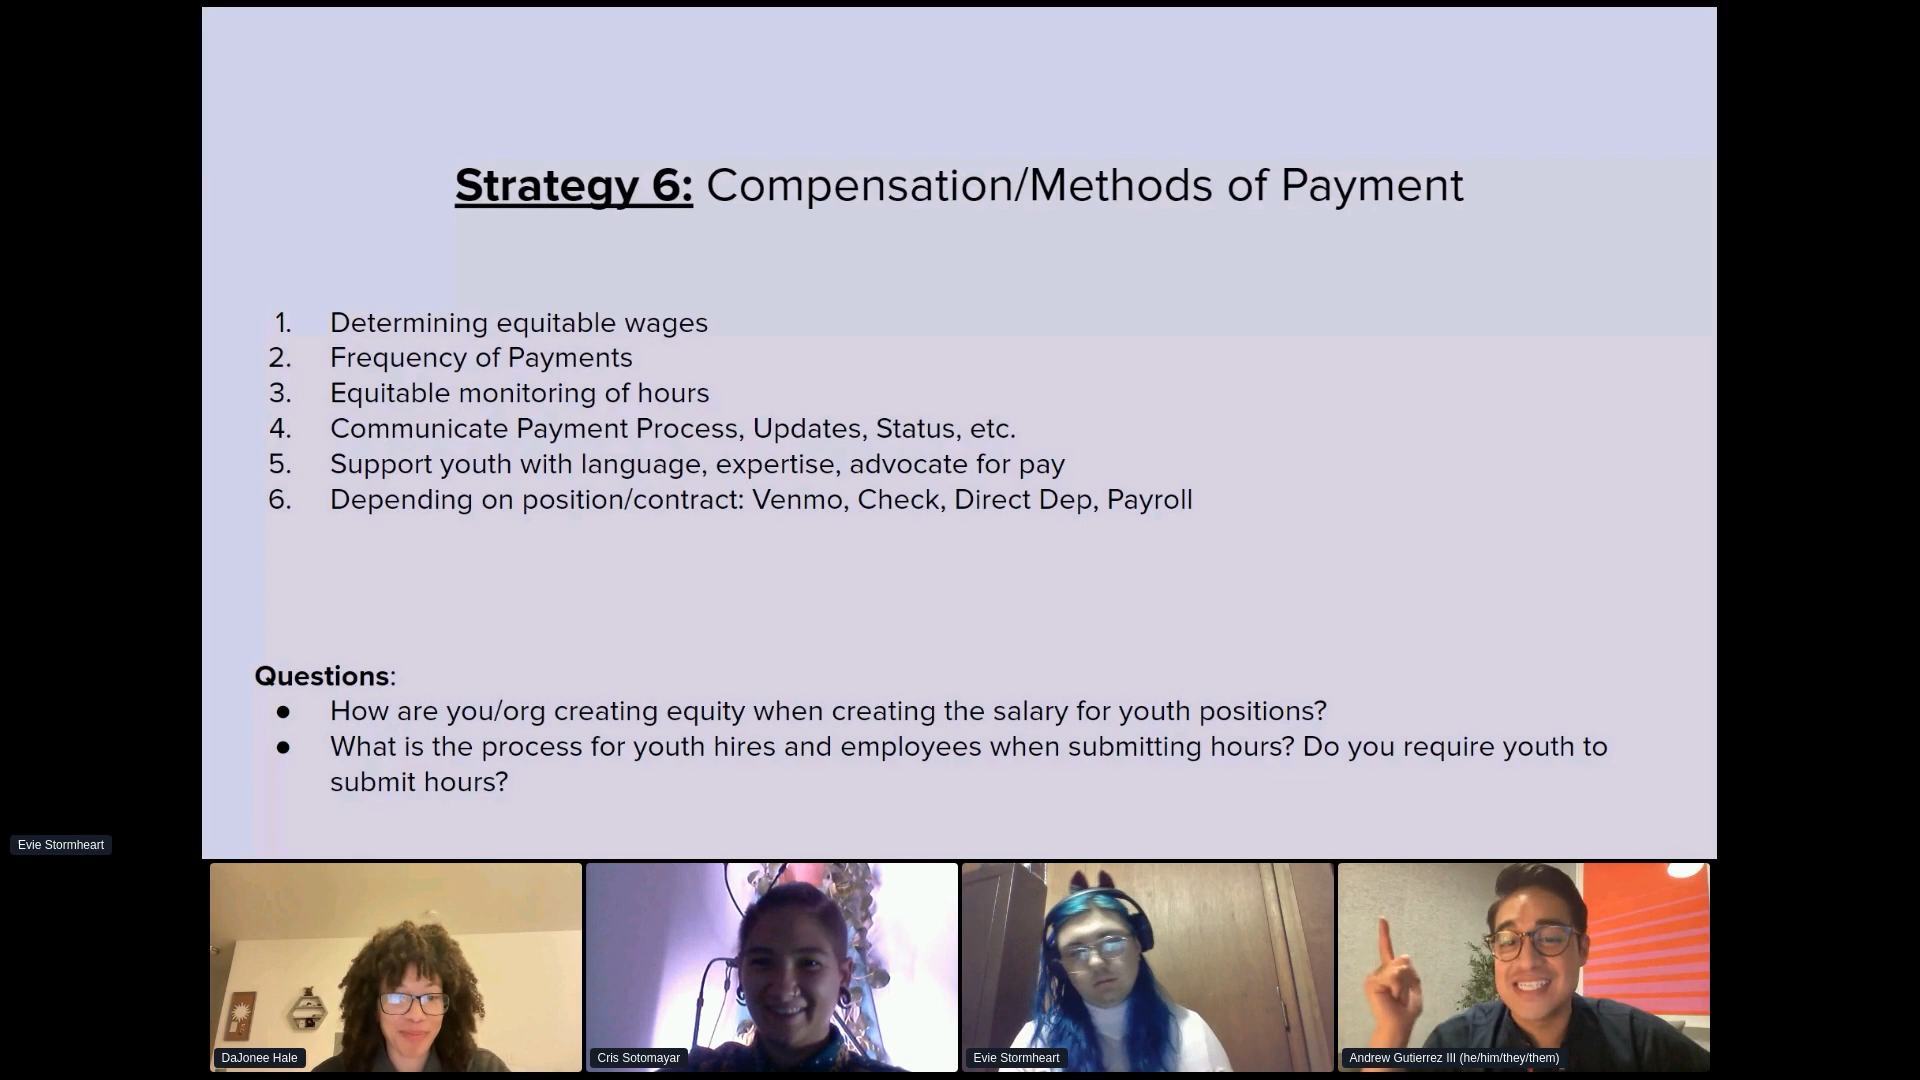 Strategy 6: Compensation/Methods of Payment
1. Determining equitable wages
2. Frequency of Payments
3. Equitable monitoring of hours
4. Communicate Payment Process, Updates, Status, etc.
5. Support youth with language, expertise, advocate for pay
6. Depending on position/contract: Venmo, Check, Direct Dep, Payroll
Questions:
● How are you/org creating equity when creating the salary for youth positions?
● What is the process for youth hires and employees when submitting hours? Do you require youth to
submit hours?
Evie Stormheart
DaJonee Hale
Cris Sotomayar
Evie Stormheart
Andrew Gutierrez III (he/him/they/them)